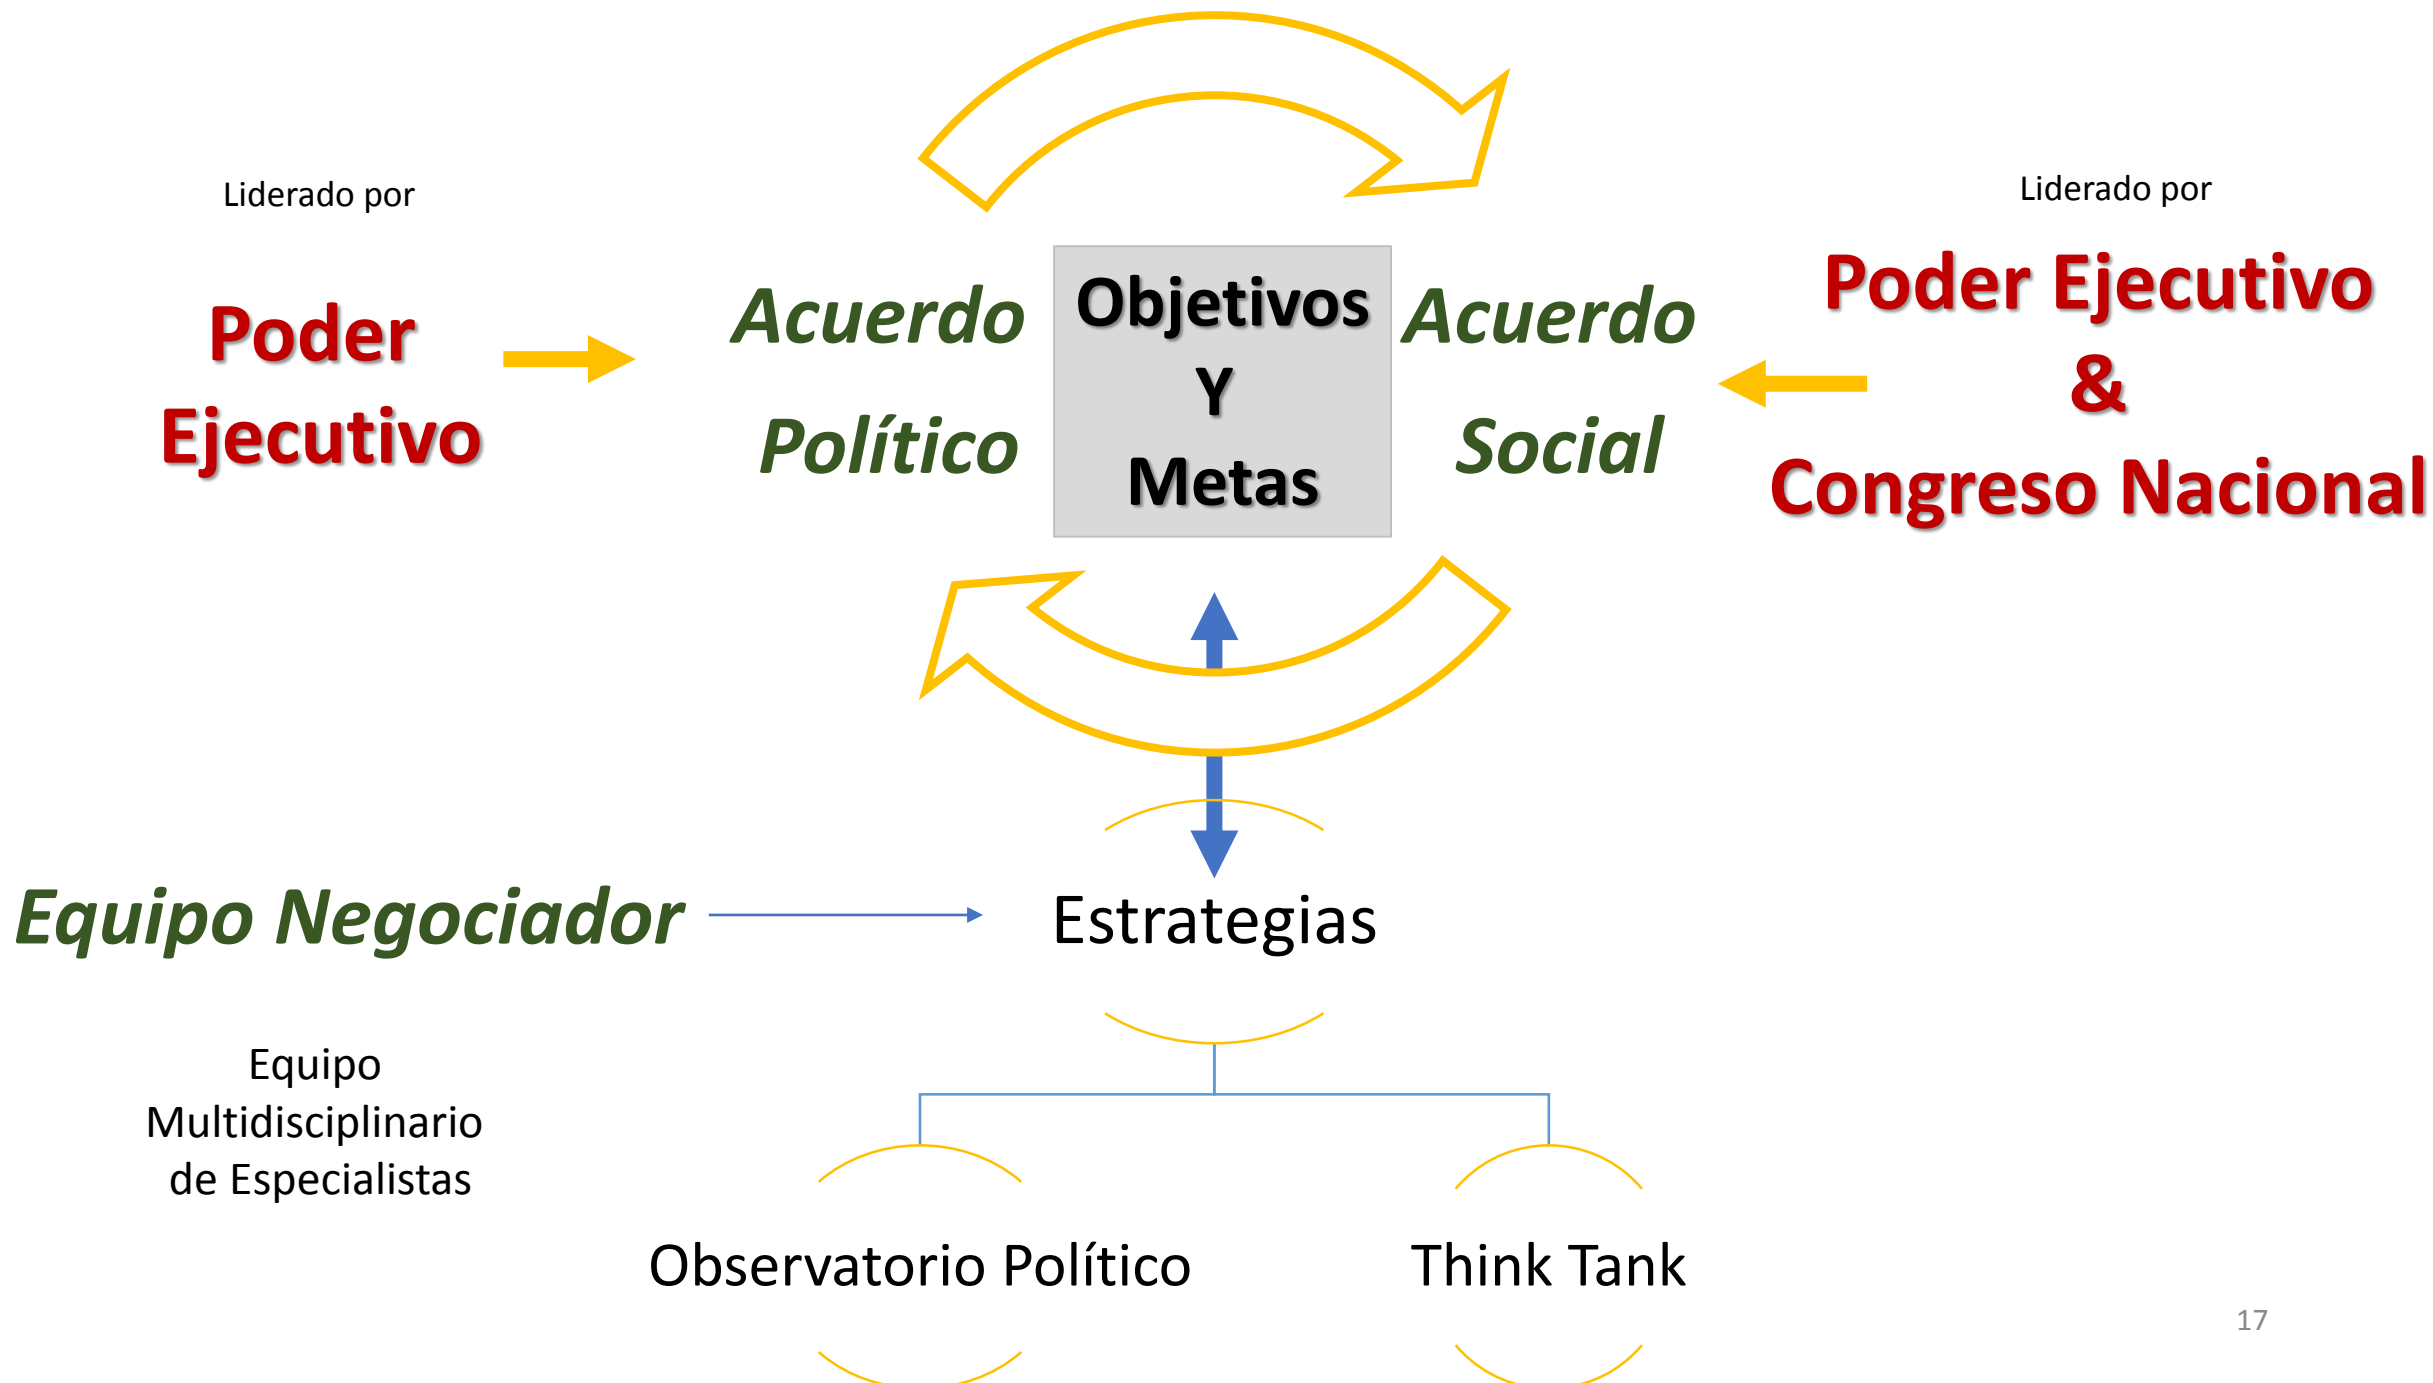 Liderado por
Poder
Ejecutivo
Acuerdo
Político
Objetivos
Y
Metas
Acuerdo
Social
Liderado por
Poder Ejecutivo
&
Congreso Nacional
Equipo Negociador
Estrategias
Equipo
Multidisciplinario
de Especialistas
Observatorio Político
Think Tank
17